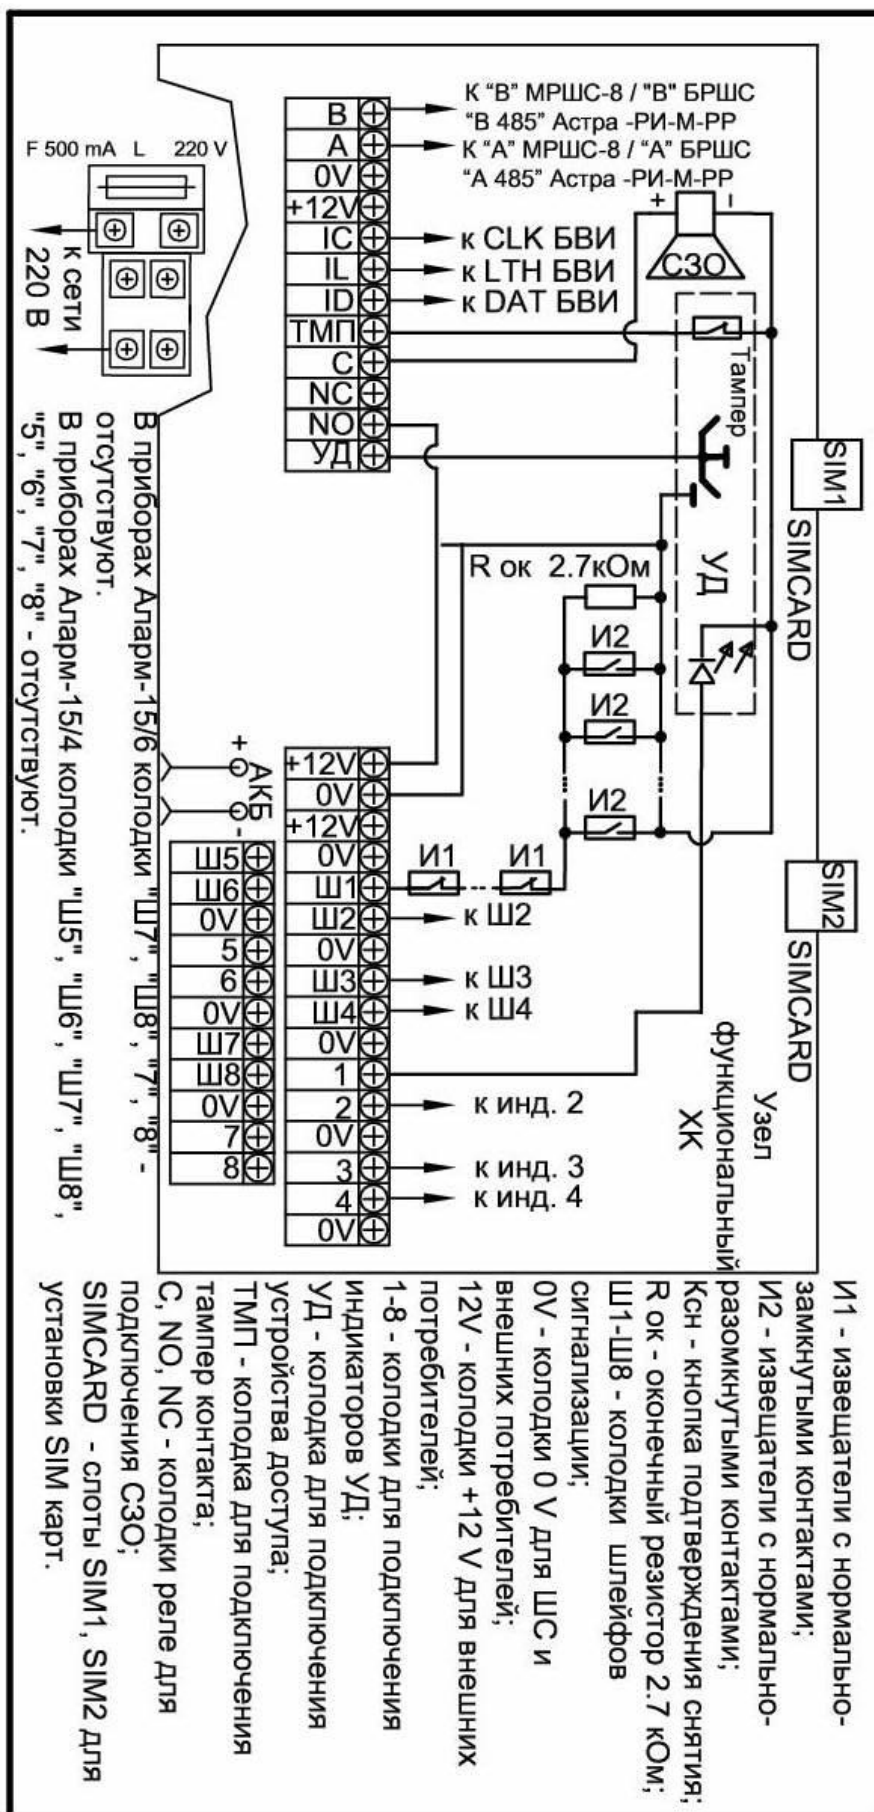 К "В" МРШС-8 / "В" БРШС
"В 485" Астра -РИ-М-РР
К "А" МРШС-8 / "А" БРШС
"А 485" Астра -РИ-М-РР
B
A
0V
+12V
IC
IL
ID
ТМП
C
NC
NO
УД
к CLK БВИ
к LTH БВИ
к DAT БВИ
+
-
СЗО
F 500 mA L 220 V
к сети
220 В
Тампер
УД
SIM1
SIMCARD
SIM2
SIMCARD
R ок 2.7кОм
И2
И2
И2
И1
И1
+
АКБ
-
+12V
0V
+12V
0V
Ш1
Ш2
0V
Ш3
Ш4
0V
1
2
0V
3
4
0V
к Ш2
к Ш3
к Ш4
к инд. 2
к инд. 3
к инд. 4
Ш5
Ш6
0V
5
6
0V
Ш7
Ш8
0V
7
8
Узел
функциональный
ХК
В приборах Аларм-15/6 колодки "Ш7", "Ш8", "7", "8" -
отсутствуют.
В приборах Аларм-15/4 колодки "Ш5", "Ш6", "Ш7", "Ш8",
"5", "6", "7", "8" - отсутствуют.
И1 - извещатели с нормально-
замкнутыми контактами;
И2 - извещатели с нормально-
разомкнутыми контактами;
Ксн - кнопка подтверждения снятия;
R ок - оконечный резистор 2.7 кОм;
Ш1-Ш8 - колодки шлейфов
сигнализации;
0V - колодки 0 V для ШС и
внешних потребителей;
12V - колодки +12 V для внешних
потребителей;
1-8 - колодки для подключения
индикаторов УД;
УД - колодка для подключения
устройства доступа;
ТМП - колодка для подключения
тампер контакта;
C, NO, NC - колодки реле для
подключения СЗО;
SIMCARD - слоты SIM1, SIM2 для
установки SIM карт.